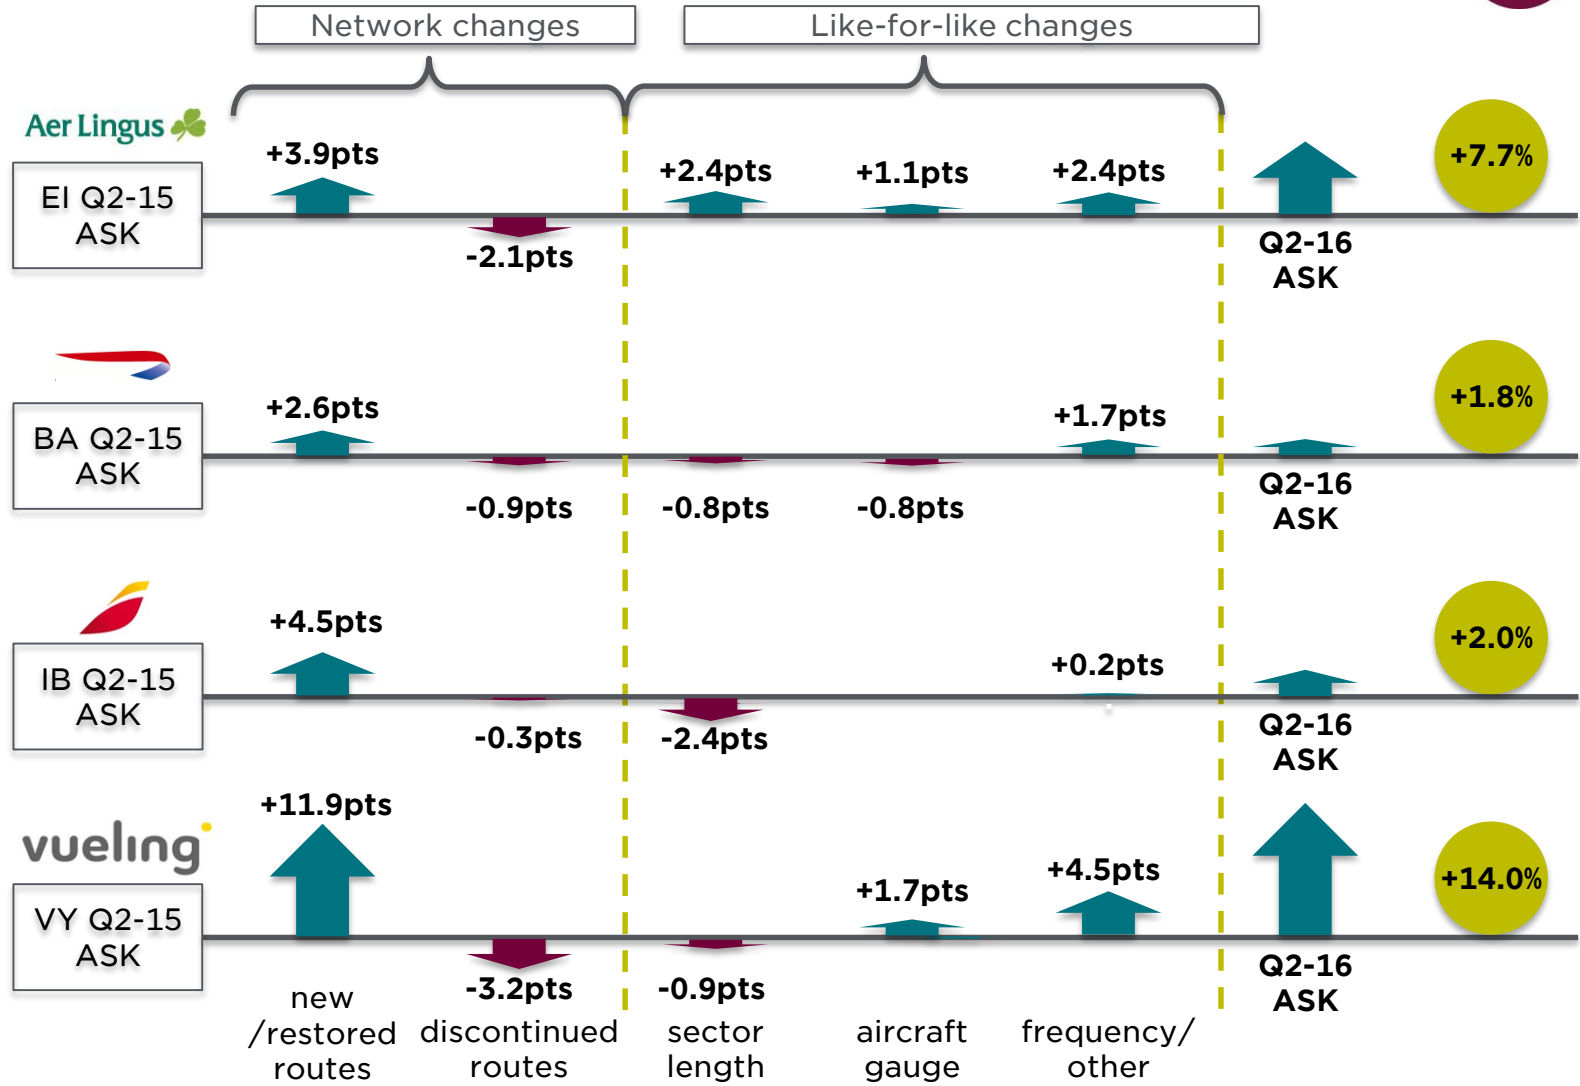 Network changes
Like-for-like changes
Aer Lingus
+3.9pts
+2.4pts
+1.1pts
+2.4pts
+7.7%
EI Q2-15
ASK
-2.1pts
Q2-16
ASK
+2.6pts
+1.7pts
+1.8%
BA Q2-15
ASK
-0.9pts
-0.8pts
-0.8pts
Q2-16
ASK
+4.5pts
+0.2pts
+2.0%
IB Q2-15
ASK
-0.3pts
-2.4pts
Q2-16
ASK
+11.9pts
vueling
+1.7pts
+4.5pts
+14.0%
VY Q2-15
ASK
-3.2pts
-0.9pts
Q2-16
ASK
new
/restored
routes
discontinued
routes
sector
length
aircraft
gauge
frequency/
other